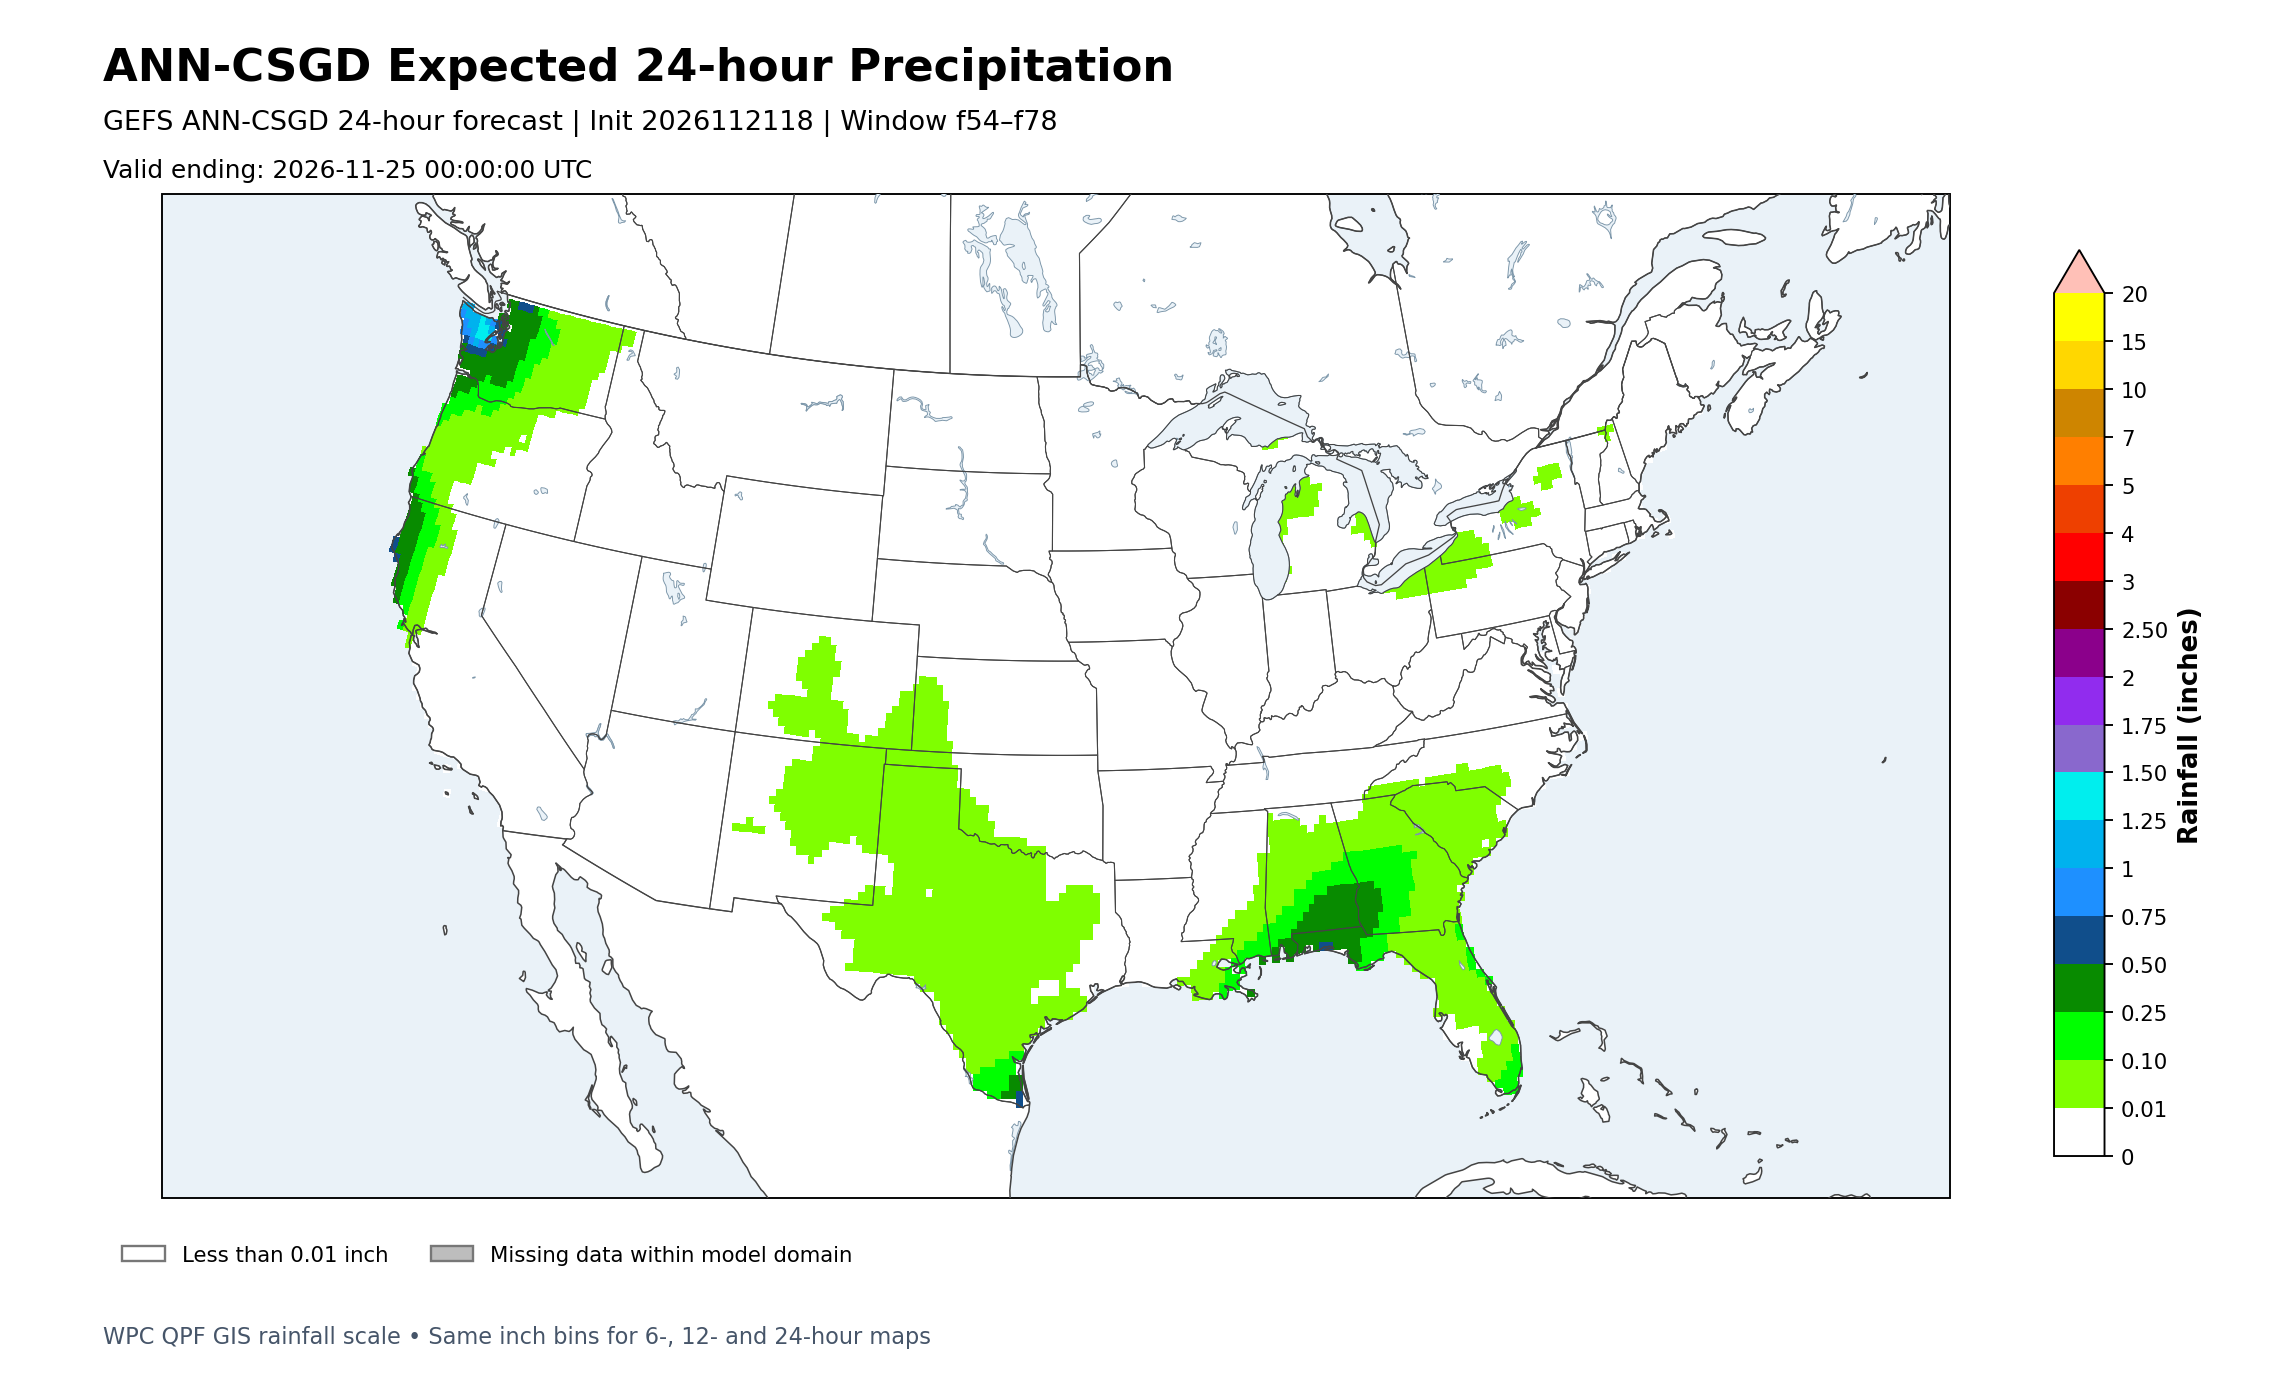 ANN-CSGD Expected 24-hour Precipitation
GEFS ANN-CSGD 24-hour forecast | Init 2026112118 | Window f54–f78
Valid ending: 2026-11-25 00:00:00 UTC
20
15
10
7
5
4
3
2.50
2
1.75
1.50
1.25
1
0.75
0.50
0.25
0.10
0.01
0
Rainfall (inches)
Less than 0.01 inch
Missing data within model domain
WPC QPF GIS rainfall scale • Same inch bins for 6-, 12- and 24-hour maps